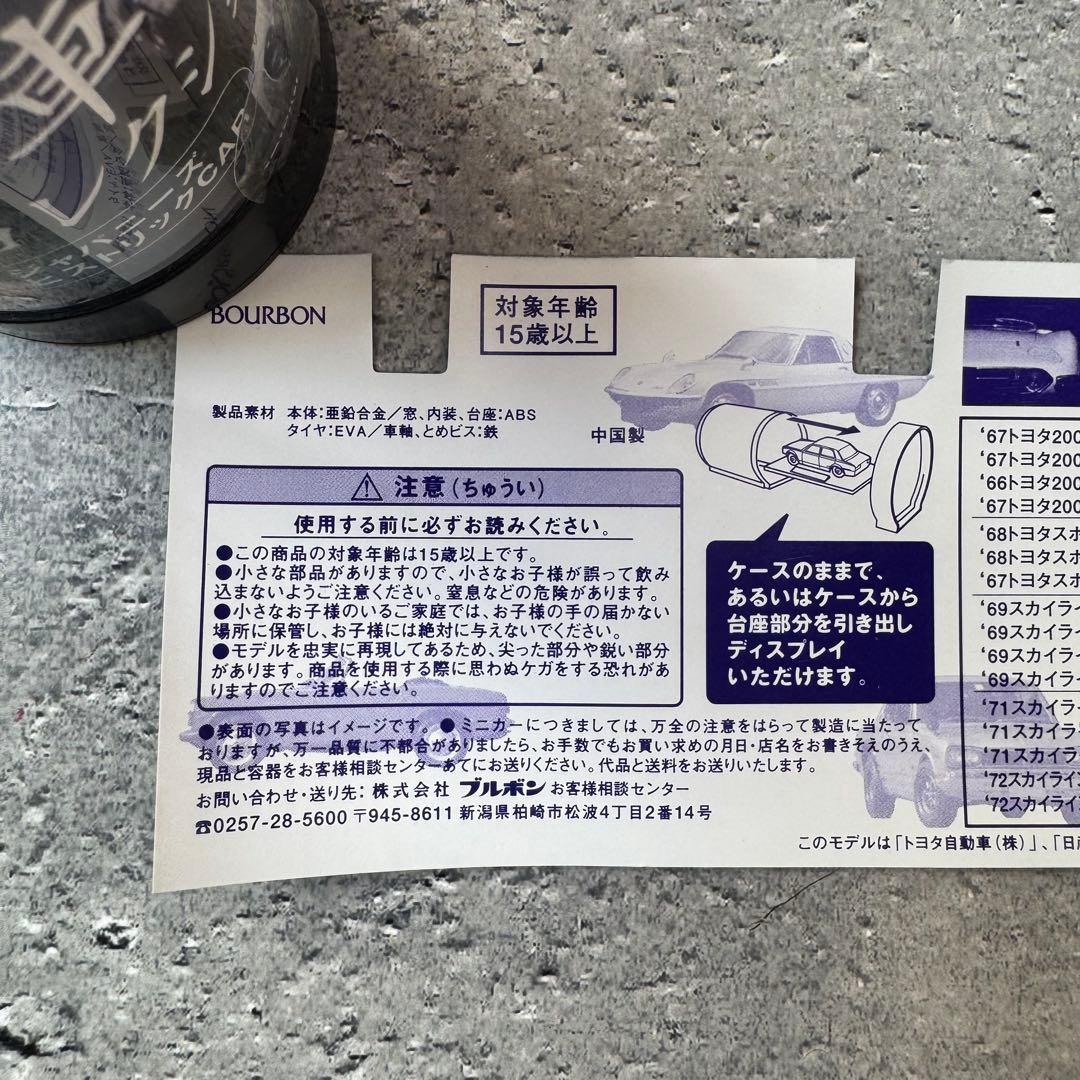 車
BOURBON
対象年齢
15歳以上
製品素材 本体:亜鉛合金/窓、内装、台座:ABS
タイヤ:EVA/車軸、とめビス:鉄
中国製
注意(ちゅうい)
使用する前に必ずお読みください。
●この商品の対象年齢は15歳以上です。
●小さな部品がありますので、小さなお子様が誤って飲み
込まないようご注意ください。窒息などの危険があります。
●小さなお子様のいるご家庭では、お子様の手の届かない
場所に保管し、お子様には絶対に与えないでください。
●モデルを忠実に再現してあるため、尖った部分や鋭い部分
があります。商品を使用する際に思わぬケガをする恐れがあ
りますのでご注意ください。
ケースのままで、
あるいはケースから
台座部分を引き出し
ディスプレイ
いただけます。
●表面の写真はイメージです。 ●ミニカーにつきましては、万全の注意をはらって製造に当たって
おりますが、万一品質に不都合がありましたら、お手数でもお買い求めの月日・店名をお書きそえのうえ、
現品と容器をお客様相談センターあてにお送りください。代品と送料をお送りいたします。
お問い合わせ・送り先:株式会社 ブルボン お客様相談センター
☎0257-28-5600 〒945-8611 新潟県柏崎市松波4丁目2番14号
'67トヨタ200
'67トヨタ200
'66トヨタ200
'67トヨタ200
'68トヨタスポ
'68トヨタスポ
'67トヨタスポ
'69スカイライ
'69スカイライ
'69スカイライ
'69スカイライ
'71スカイラ
'71スカイラ
'71スカイラ
'72スカイライ
'72スカイライ
このモデルは「トヨタ自動車(株)」、「日産